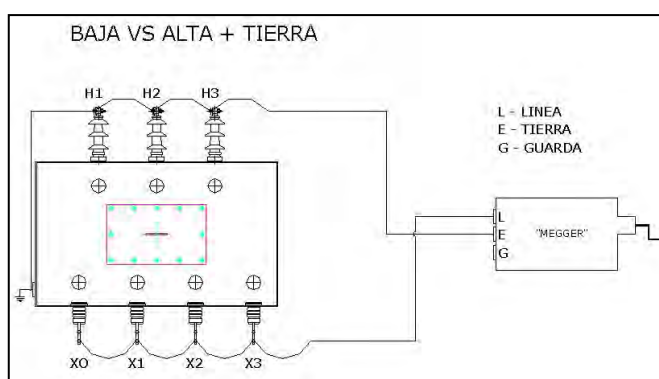 BAJA VS ALTA + TIERRA
H1 H2 H3
L - LINEA
E - TIERRA
G - GUARDA
L
E
G
"MEGGER"
X0 X1 X2 X3